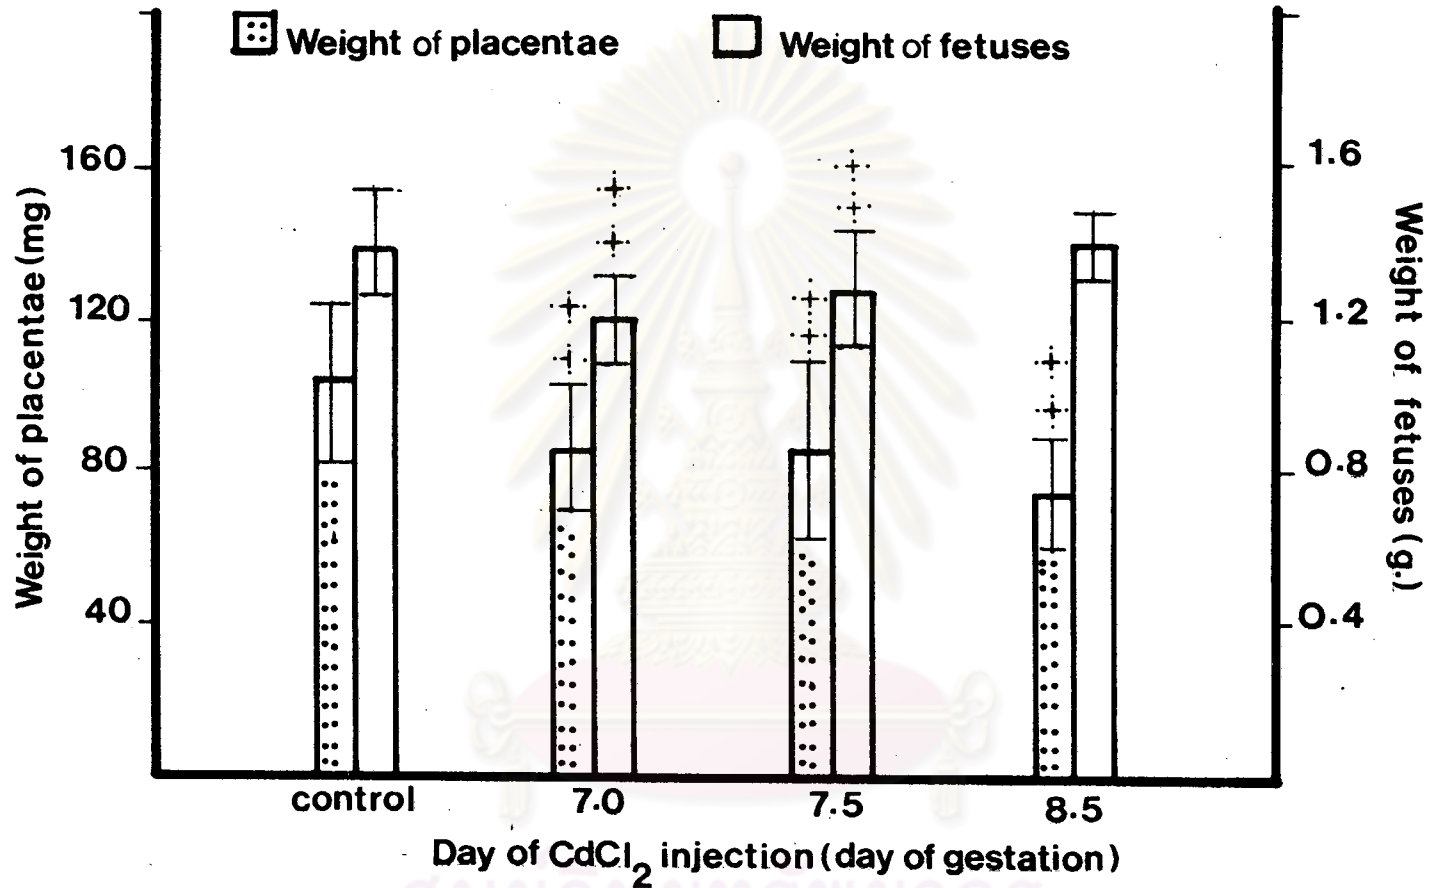 Weight of placentae
Weight of fetuses
Weight of placentae (mg)
160
120
80
40
1.6
1.2
0.8
0.4
Weight of fetuses (g.)
control
7.0
7.5
8.5
Day of CdCl2 injection (day of gestation)